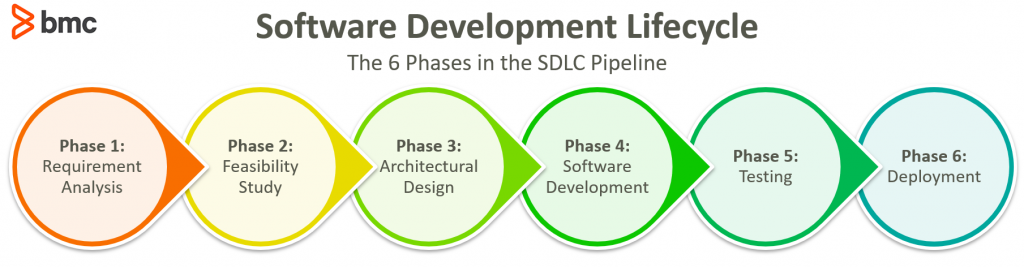 bmc
Software Development Lifecycle
The 6 Phases in the SDLC Pipeline
Phase 1:
Requirement
Analysis
Phase 2:
Feasibility
Study
Phase 3:
Architectural
Design
Phase 4:
Software
Development
Phase 5:
Testing
Phase 6:
Deployment